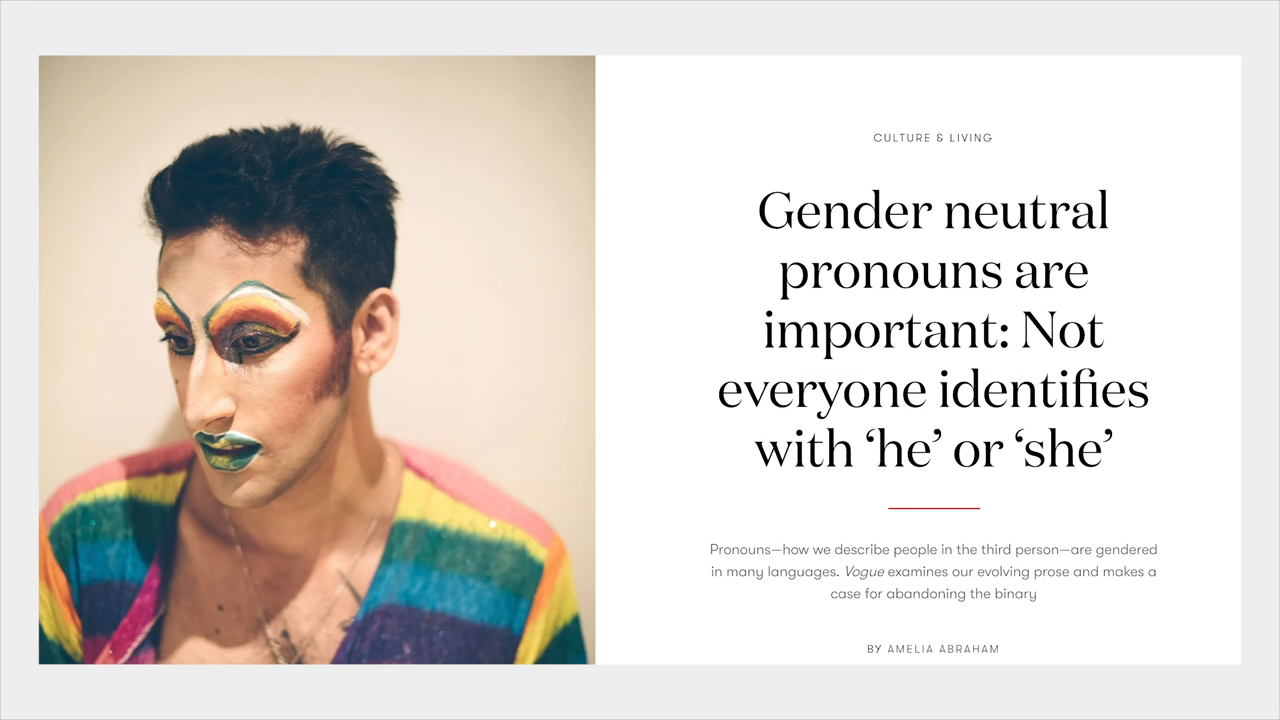 CULTURE & LIVING
Gender neutral
pronouns are
important: Not
everyone identifies
with ‘he’ or ‘she’
Pronouns—how we describe people in the third person—are gendered
in many languages. Vogue examines our evolving prose and makes a
case for abandoning the binary
BY AMELIA ABRAHAM